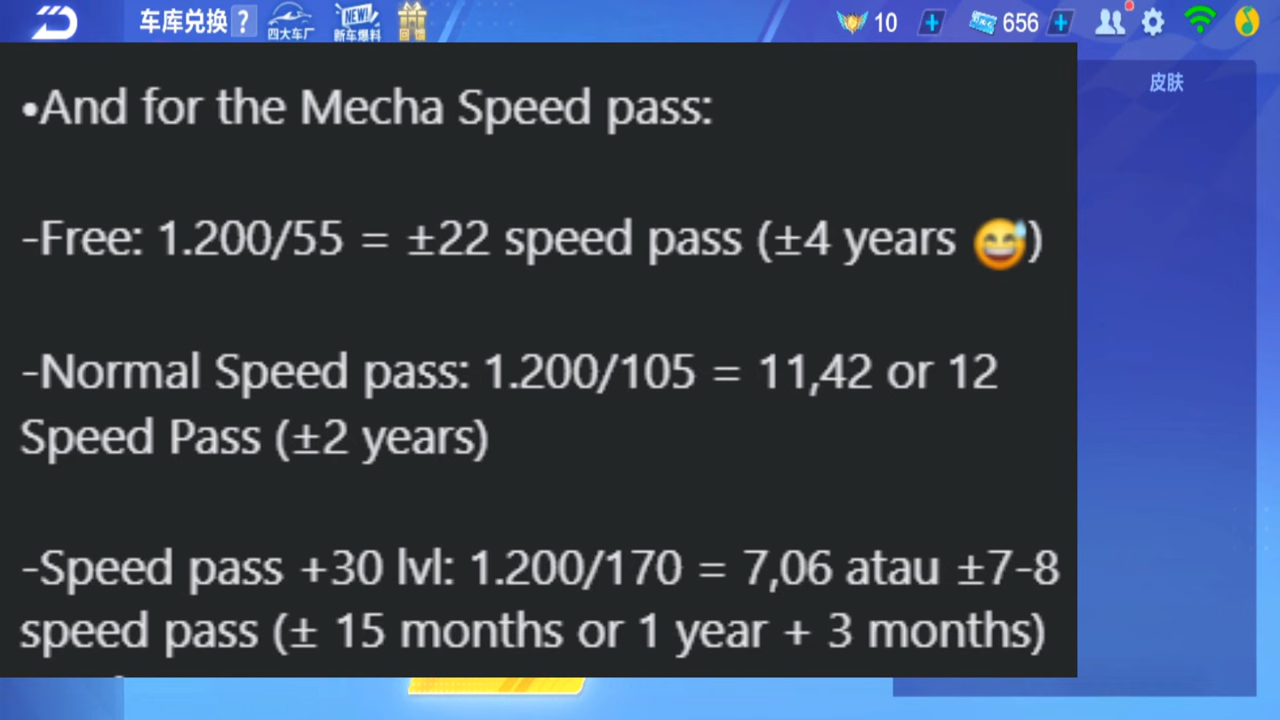 车库兑换 ? 四大车厂 NEW! 新车爆料 回馈 10 + 656 +
皮肤
•And for the Mecha Speed pass:
-Free: 1.200/55 = ±22 speed pass (±4 years 😅)
-Normal Speed pass: 1.200/105 = 11,42 or 12
Speed Pass (±2 years)
-Speed pass +30 lvl: 1.200/170 = 7,06 atau ±7-8
speed pass (± 15 months or 1 year + 3 months)